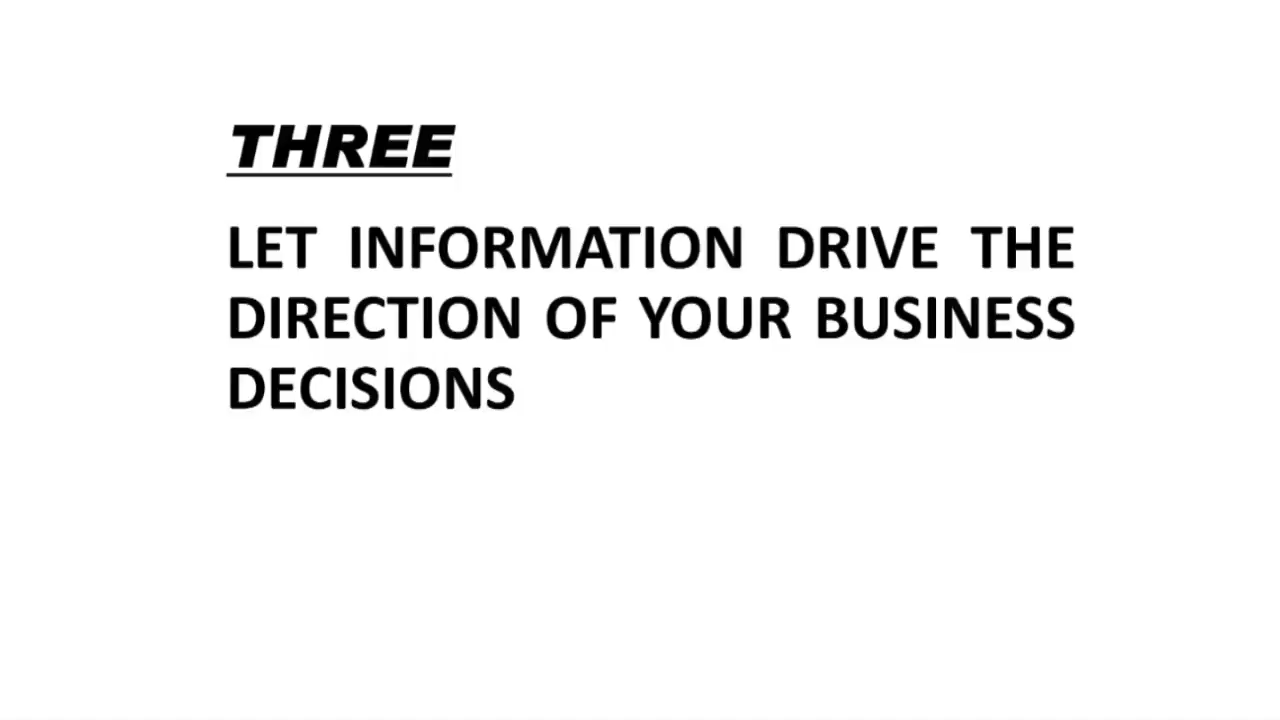 THREE
LET INFORMATION DRIVE THE
DIRECTION OF YOUR BUSINESS
DECISIONS